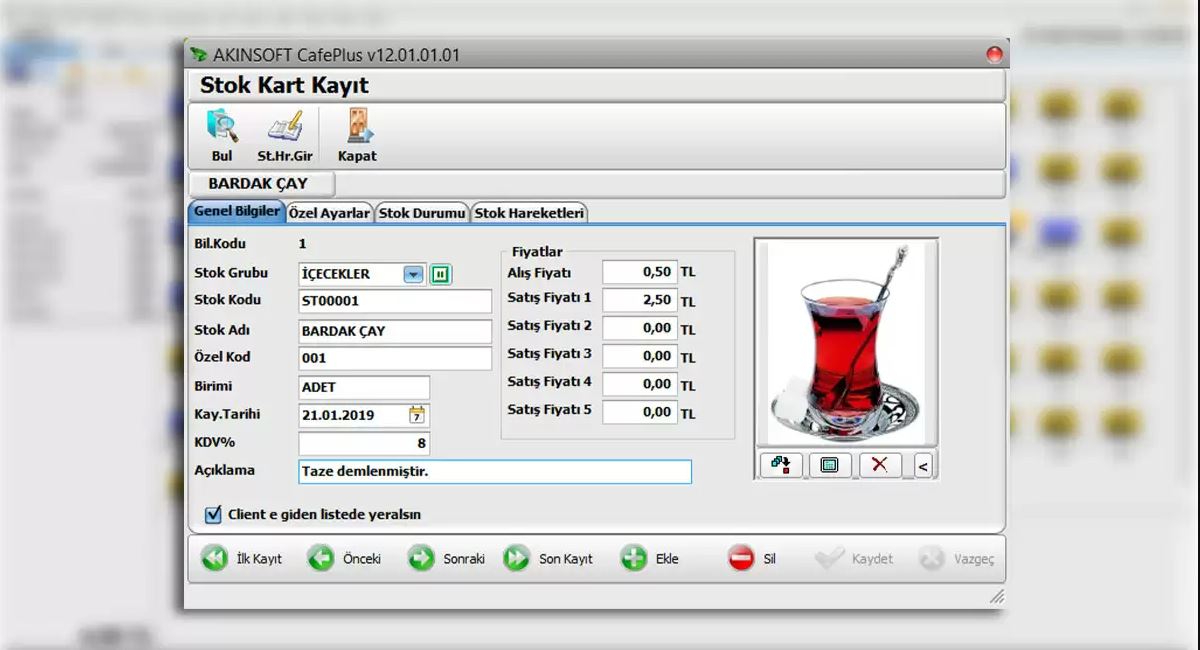 AKINSOFT CafePlus v12.01.01.01
Stok Kart Kayıt
Bul St.Hr.Gir Kapat
BARDAK ÇAY
Genel Bilgiler Özel Ayarlar Stok Durumu Stok Hareketleri
Bil.Kodu 1
Stok Grubu İÇECEKLER
Stok Kodu ST00001
Stok Adı BARDAK ÇAY
Özel Kod 001
Birimi ADET
Kay.Tarihi 21.01.2019 7
KDV% 8
Açıklama Taze demlenmiştir.
Fiyatlar
Alış Fiyatı 0,50 TL
Satış Fiyatı 1 2,50 TL
Satış Fiyatı 2 0,00 TL
Satış Fiyatı 3 0,00 TL
Satış Fiyatı 4 0,00 TL
Satış Fiyatı 5 0,00 TL
<
Client e giden listede yeralsın
İlk Kayıt Önceki Sonraki Son Kayıt Ekle Sil Kaydet Vazgeç